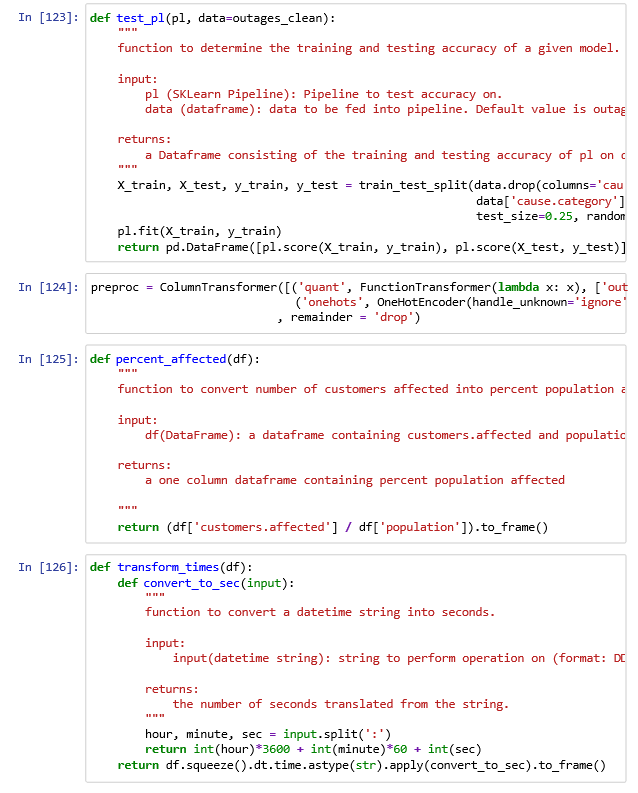 In [123]: def test_pl(pl, data=outages_clean):
"""
function to determine the training and testing accuracy of a given model.
input:
pl (SKLearn Pipeline): Pipeline to test accuracy on.
data (dataframe): data to be fed into pipeline. Default value is outag
returns:
a Dataframe consisting of the training and testing accuracy of pl on
"""
X_train, X_test, y_train, y_test = train_test_split(data.drop(columns='cau
data['cause.category']
test_size=0.25, random
pl.fit(X_train, y_train)
return pd.DataFrame([pl.score(X_train, y_train), pl.score(X_test, y_test)]
In [124]: preproc = ColumnTransformer([('quant', FunctionTransformer(lambda x: x), ['out
('onehots', OneHotEncoder(handle_unknown='ignore'
, remainder = 'drop')
In [125]: def percent_affected(df):
"""
function to convert number of customers affected into percent population a
input:
df(DataFrame): a dataframe containing customers.affected and populatio
returns:
a one column dataframe containing percent population affected
"""
return (df['customers.affected'] / df['population']).to_frame()
In [126]: def transform_times(df):
def convert_to_sec(input):
"""
function to convert a datetime string into seconds.
input:
input(datetime string): string to perform operation on (format: DD
returns:
the number of seconds translated from the string.
"""
hour, minute, sec = input.split(':')
return int(hour)*3600 + int(minute)*60 + int(sec)
return df.squeeze().dt.time.astype(str).apply(convert_to_sec).to_frame()